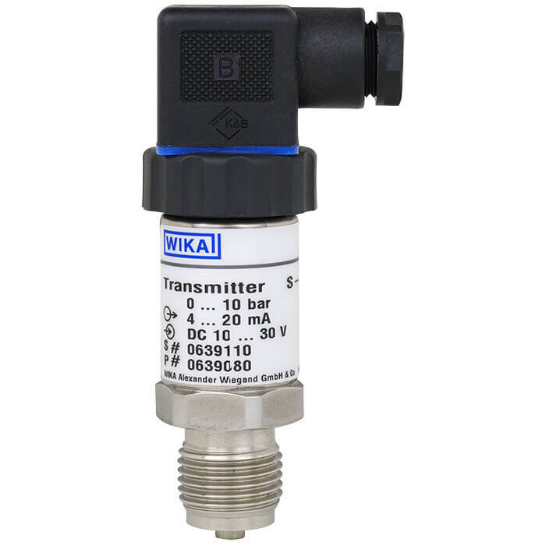 B
K&S
WIKA
Transmitter S-
0 ... 10 bar
4 ... 20 mA
DC 10 ... 30 V
S# 0639110
P# 0639080
WIKA Alexander Wiegand GmbH & Co